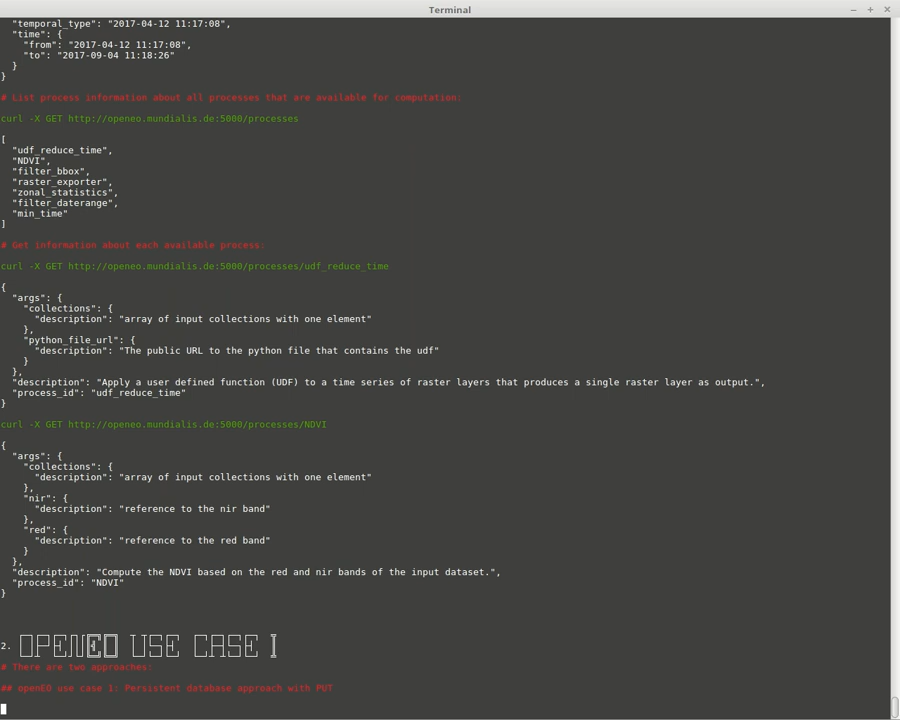 Terminal
  "temporal_type": "2017-04-12 11:17:08",
  "time": {
    "from": "2017-04-12 11:17:08",
    "to": "2017-09-04 11:18:26"
  }
}
# List process information about all processes that are available for computation:
curl -X GET http://openeo.mundialis.de:5000/processes
[
  "udf_reduce_time",
  "NDVI",
  "filter_bbox",
  "raster_exporter",
  "zonal_statistics",
  "filter_daterange",
  "min_time"
]
# Get information about each available process:
curl -X GET http://openeo.mundialis.de:5000/processes/udf_reduce_time
{
  "args": {
    "collections": {
      "description": "array of input collections with one element"
    },
    "python_file_url": {
      "description": "The public URL to the python file that contains the udf"
    }
  },
  "description": "Apply a user defined function (UDF) to a time series of raster layers that produces a single raster layer as output.",
  "process_id": "udf_reduce_time"
}
curl -X GET http://openeo.mundialis.de:5000/processes/NDVI
{
  "args": {
    "collections": {
      "description": "array of input collections with one element"
    },
    "nir": {
      "description": "reference to the nir band"
    },
    "red": {
      "description": "reference to the red band"
    }
  },
  "description": "Compute the NDVI based on the red and nir bands of the input dataset.",
  "process_id": "NDVI"
}
2. OPENEO USE CASE I
# There are two approaches:
## openEO use case 1: Persistent database approach with PUT